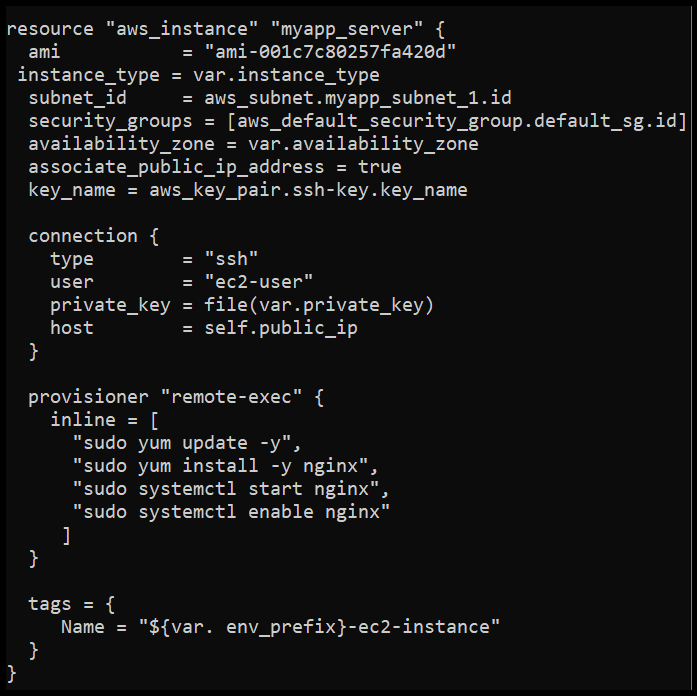 resource "aws_instance" "myapp_server" {
  ami           = "ami-001c7c80257fa420d"
 instance_type = var.instance_type
  subnet_id     = aws_subnet.myapp_subnet_1.id
  security_groups = [aws_default_security_group.default_sg.id]
  availability_zone = var.availability_zone
  associate_public_ip_address = true
  key_name = aws_key_pair.ssh-key.key_name

  connection {
    type        = "ssh"
    user        = "ec2-user"
    private_key = file(var.private_key)
    host        = self.public_ip
  }

  provisioner "remote-exec" {
    inline = [
      "sudo yum update -y",
      "sudo yum install -y nginx",
      "sudo systemctl start nginx",
      "sudo systemctl enable nginx"
     ]
  }

  tags = {
     Name = "${var. env_prefix}-ec2-instance"
  }
}